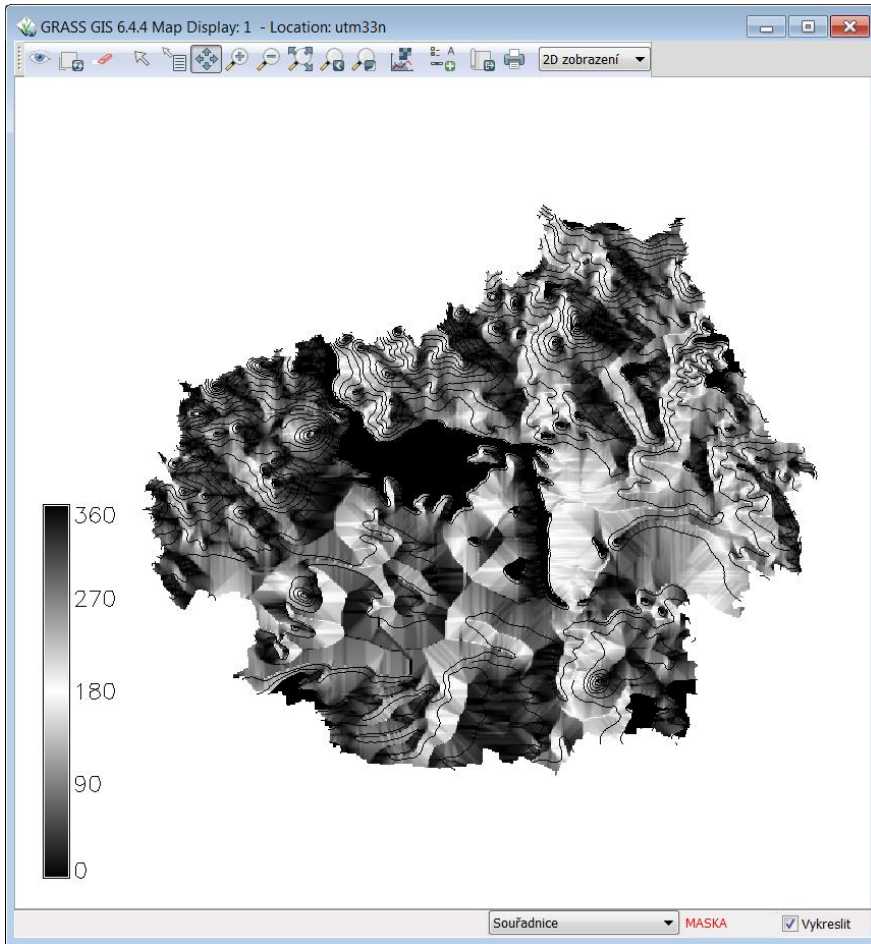 GRASS GIS 6.4.4 Map Display: 1 - Location: utm33n
2D zobrazení
360
270
180
90
0
Souřadnice
MASKA
Vykreslit